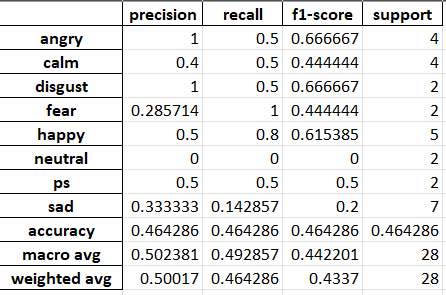 precision recall f1-score support
angry 1 0.5 0.666667 4
calm 0.4 0.5 0.444444 4
disgust 1 0.5 0.666667 2
fear 0.285714 1 0.444444 2
happy 0.5 0.8 0.615385 5
neutral 0 0 0 2
ps 0.5 0.5 0.5 2
sad 0.333333 0.142857 0.2 7
accuracy 0.464286 0.464286 0.464286 0.464286
macro avg 0.502381 0.492857 0.442201 28
weighted avg 0.50017 0.464286 0.4337 28